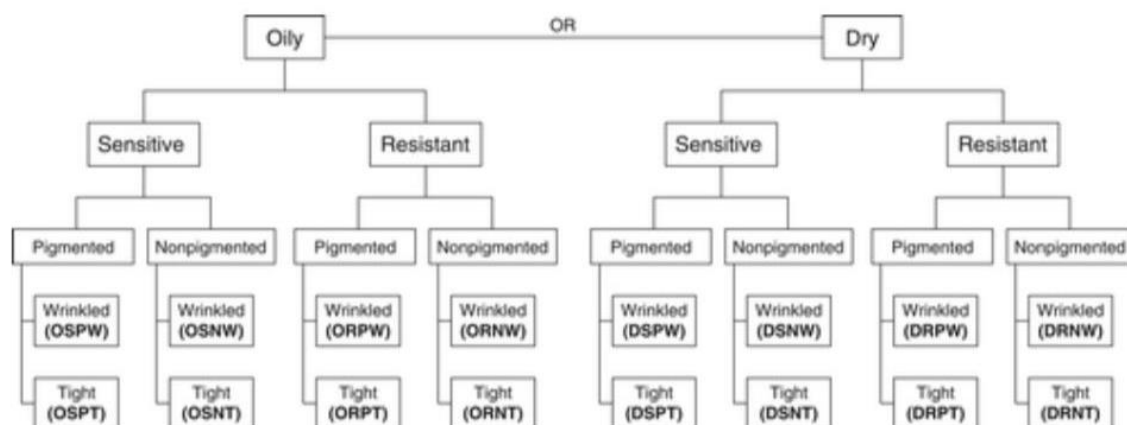 OR
Oily
Dry
Sensitive
Resistant
Sensitive
Resistant
Pigmented
Nonpigmented
Pigmented
Nonpigmented
Pigmented
Nonpigmented
Pigmented
Nonpigmented
Wrinkled
(OSPW)
Wrinkled
(OSNW)
Wrinkled
(ORPW)
Wrinkled
(ORNW)
Wrinkled
(DSPW)
Wrinkled
(DSNW)
Wrinkled
(DRPW)
Wrinkled
(DRNW)
Tight
(OSPT)
Tight
(OSNT)
Tight
(ORPT)
Tight
(ORNT)
Tight
(DSPT)
Tight
(DSNT)
Tight
(DRPT)
Tight
(DRNT)